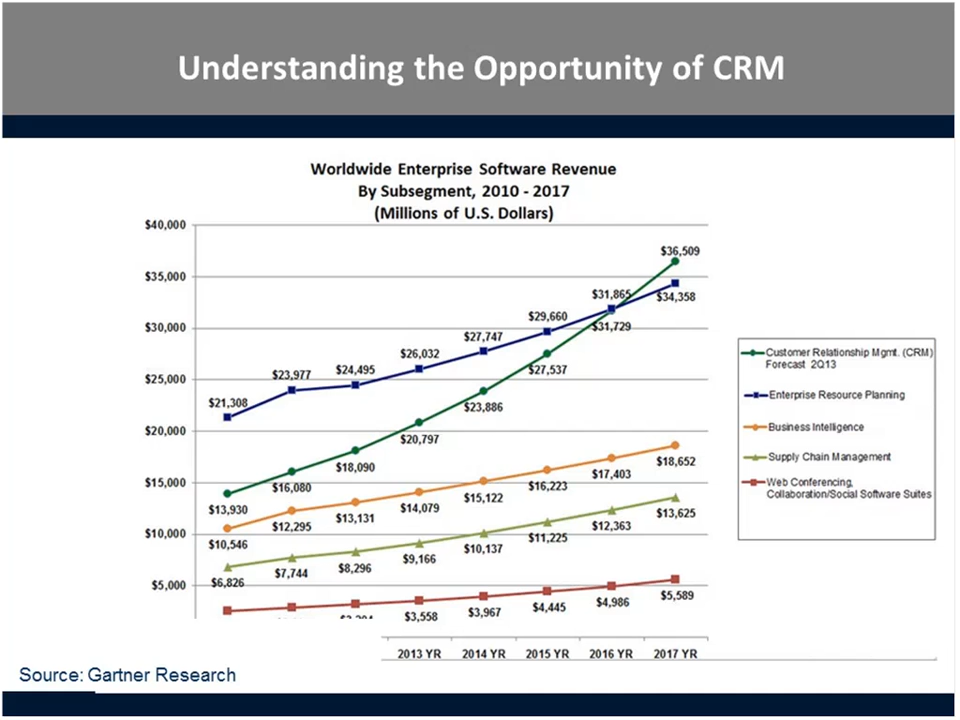 Understanding the Opportunity of CRM
Worldwide Enterprise Software Revenue
By Subsegment, 2010 - 2017
(Millions of U.S. Dollars)
$40,000
$35,000
$30,000
$25,000
$20,000
$15,000
$10,000
$5,000
$21,308
$23,977
$24,495
$26,032
$27,747
$29,660
$31,865
$34,358
$13,930
$16,080
$18,090
$20,797
$23,886
$27,537
$31,729
$36,509
$10,546
$12,295
$13,131
$14,079
$15,122
$16,223
$17,403
$18,652
$6,826
$7,744
$8,296
$9,166
$10,137
$11,225
$12,363
$13,625
$3,558
$3,967
$4,445
$4,986
$5,589
2013 YR
2014 YR
2015 YR
2016 YR
2017 YR
Customer Relationship Mgmt. (CRM)
Forecast 2Q13
Enterprise Resource Planning
Business Intelligence
Supply Chain Management
Web Conferencing,
Collaboration/Social Software Suites
Source: Gartner Research